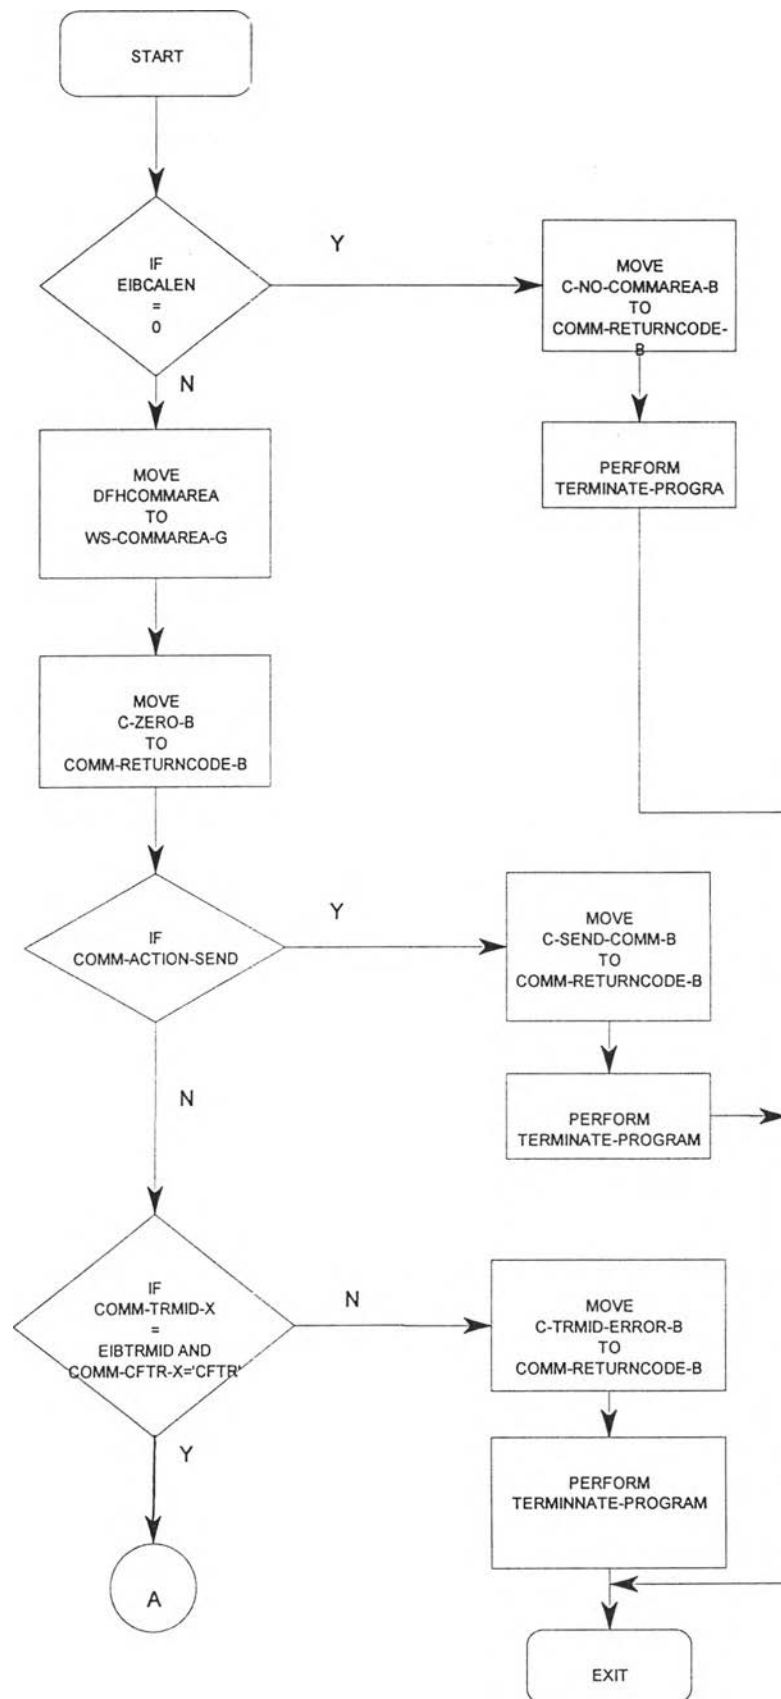 START
IF
EIBCALEN
=
0
Y
MOVE
C-NO-COMMAREA-B
TO
COMM-RETURNCODE-
B
N
MOVE
DFHCOMMAREA
TO
WS-COMMAREA-G
PERFORM
TERMINATE-PROGRA
MOVE
C-ZERO-B
TO
COMM-RETURNCODE-B
IF
COMM-ACTION-SEND
Y
MOVE
C-SEND-COMM-B
TO
COMM-RETURNCODE-B
N
PERFORM
TERMINATE-PROGRAM
IF
COMM-TRMID-X
=
EIBTRMID AND
COMM-CFTR-X='CFTR'
N
MOVE
C-TRMID-ERROR-B
TO
COMM-RETURNCODE-B
Y
PERFORM
TERMINNATE-PROGRAM
A
EXIT